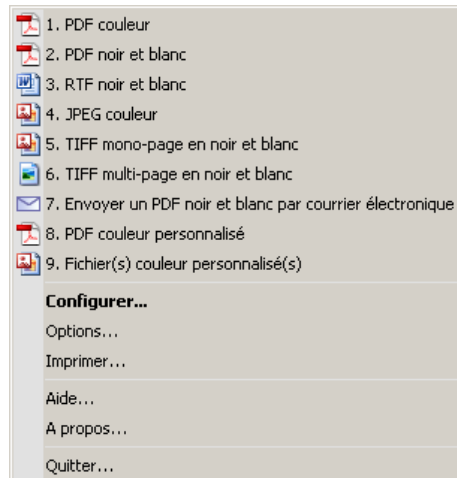 1. PDF couleur
2. PDF noir et blanc
3. RTF noir et blanc
4. JPEG couleur
5. TIFF mono-page en noir et blanc
6. TIFF multi-page en noir et blanc
7. Envoyer un PDF noir et blanc par courrier électronique
8. PDF couleur personnalisé
9. Fichier(s) couleur personnalisé(s)
Configurer...
Options...
Imprimer...
Aide...
A propos...
Quitter...